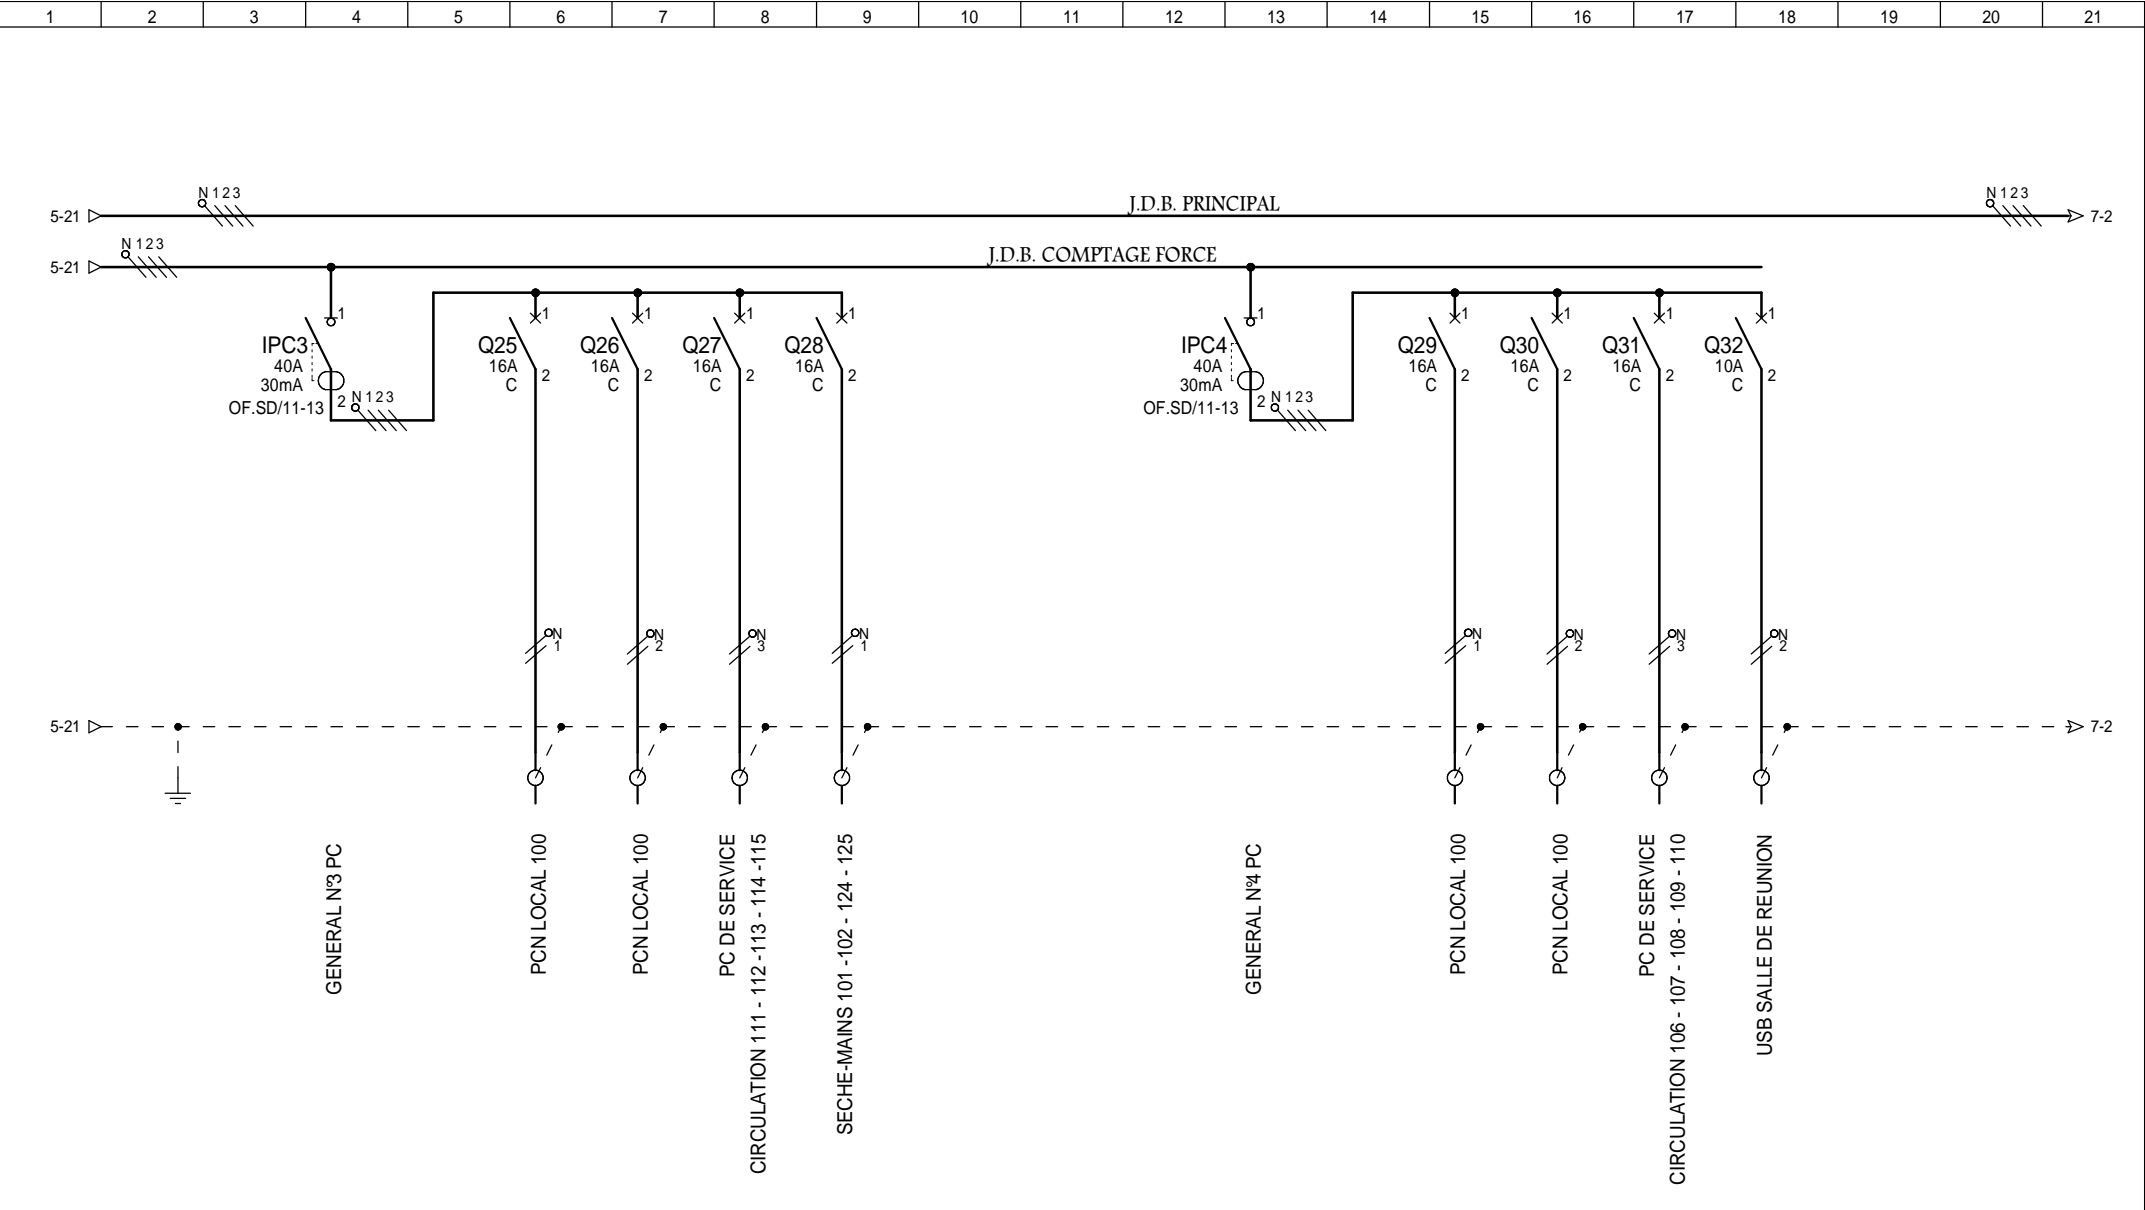 1 2 3 4 5 6 7 8 9 10 11 12 13 14 15 16 17 18 19 20 21
N 1 2 3
J.D.B. PRINCIPAL
N 1 2 3
5-21
7-2
N 1 2 3
J.D.B. COMPTAGE FORCE
5-21
1 1 1 1 1 1 1 1 1 1
IPC3 Q25 Q26 Q27 Q28 IPC4 Q29 Q30 Q31 Q32
40A 16A 16A 16A 16A 40A 16A 16A 16A 10A
30mA C C C C 30mA C C C C
2 2 2 2 2 2 2 2
OF.SD/11-13 2 N 1 2 3 OF.SD/11-13 2 N 1 2 3
N N N N N N N N
1 2 3 1 1 2 3 2
5-21 7-2
GENERAL N°3 PC
PCN LOCAL 100
PCN LOCAL 100
PC DE SERVICE
CIRCULATION 111 - 112 -113 - 114 -115
SECHE-MAINS 101 -102 - 124 - 125
GENERAL N°4 PC
PCN LOCAL 100
PCN LOCAL 100
PC DE SERVICE
CIRCULATION 106 - 107 - 108 - 109 - 110
USB SALLE DE REUNION